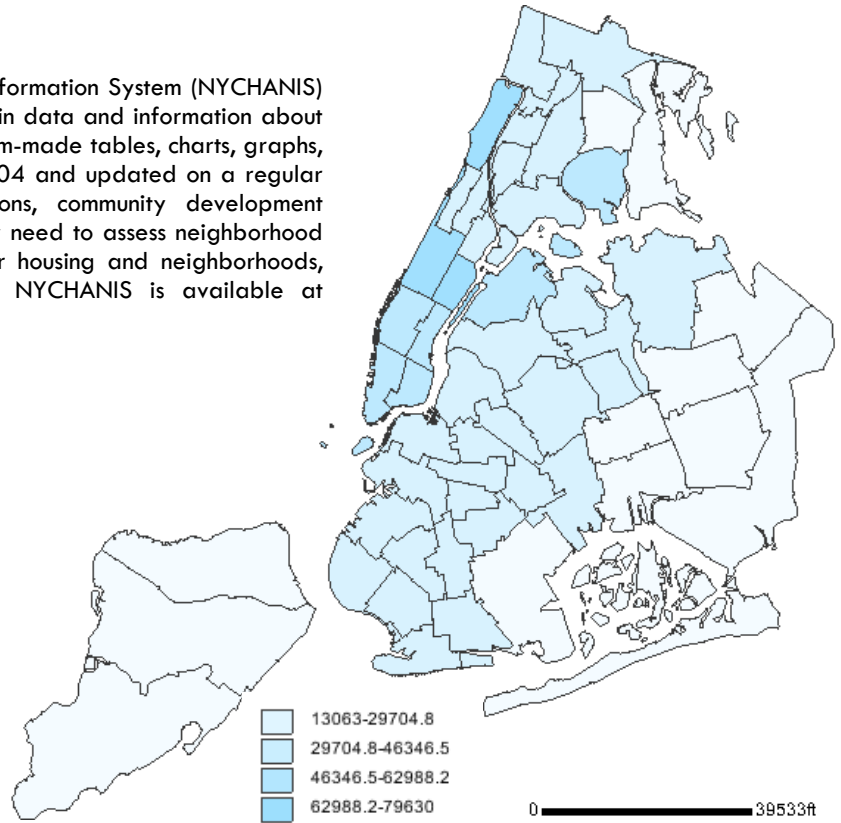 formation System (NYCHANIS)
in data and information about
m-made tables, charts, graphs,
04 and updated on a regular
ons, community development
need to assess neighborhood
r housing and neighborhoods,
NYCHANIS is available at
13063-29704.8
29704.8-46346.5
46346.5-62988.2
62988.2-79630
0 39533ft